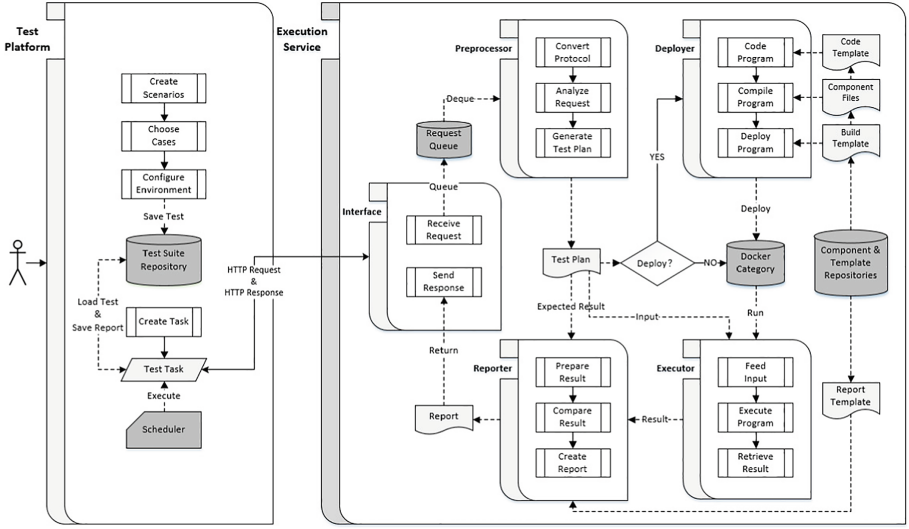 Test
Platform
Create
Scenarios
Choose
Cases
Configure
Environment
Save Test
Test Suite
Repository
Load Test
&
Save Report
Create Task
Test Task
Execute
Scheduler
HTTP Request
&
HTTP Response
Execution
Service
Interface
Receive
Request
Send
Response
Queue
Request
Queue
Deque
Return
Report
Preprocessor
Convert
Protocol
Analyze
Request
Generate
Test Plan
Test Plan
Deploy?
YES
NO
Expected Result
Input
Deployer
Code
Program
Compile
Program
Deploy
Program
Code
Template
Component
Files
Build
Template
Deploy
Docker
Category
Run
Component &
Template
Repositories
Report
Template
Reporter
Prepare
Result
Compare
Result
Create
Report
Result
Executor
Feed
Input
Execute
Program
Retrieve
Result